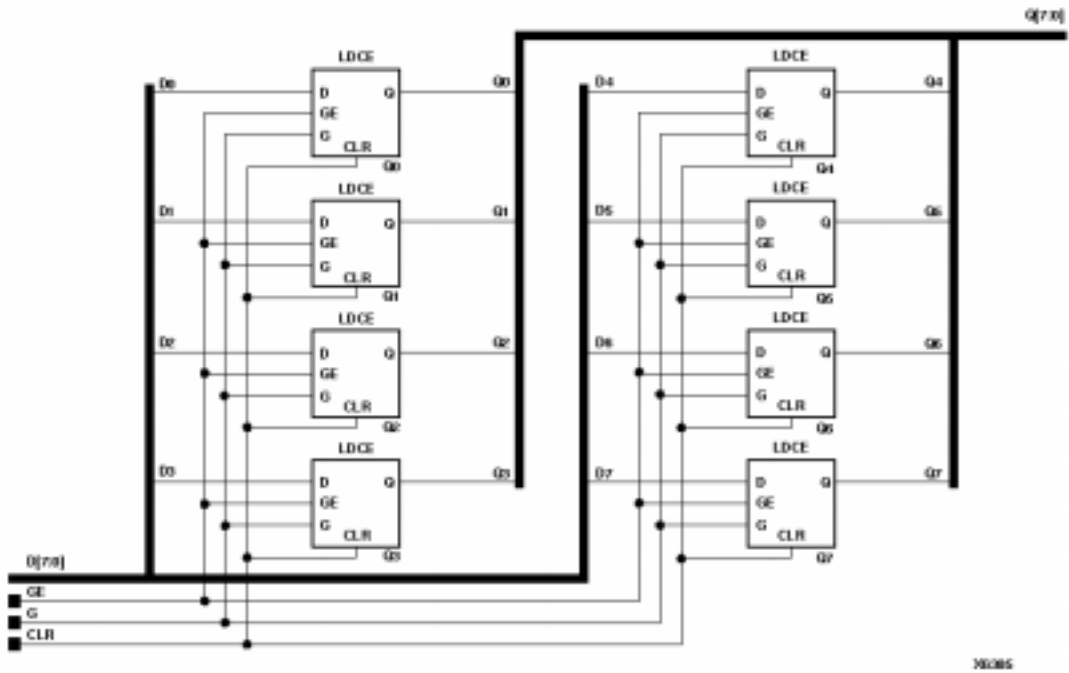 Q[7:0]
LDCE LDCE
D0 Q0 D4 Q4
D Q D Q
GE GE
G G
CLR CLR
Q0 Q4
LDCE LDCE
D1 Q1 D5 Q5
D Q D Q
GE GE
G G
CLR CLR
Q1 Q5
LDCE LDCE
D2 Q2 D6 Q6
D Q D Q
GE GE
G G
CLR CLR
Q2 Q6
LDCE LDCE
D3 Q3 D7 Q7
D Q D Q
GE GE
G G
CLR CLR
Q3 Q7
D[7:0]
GE
G
CLR